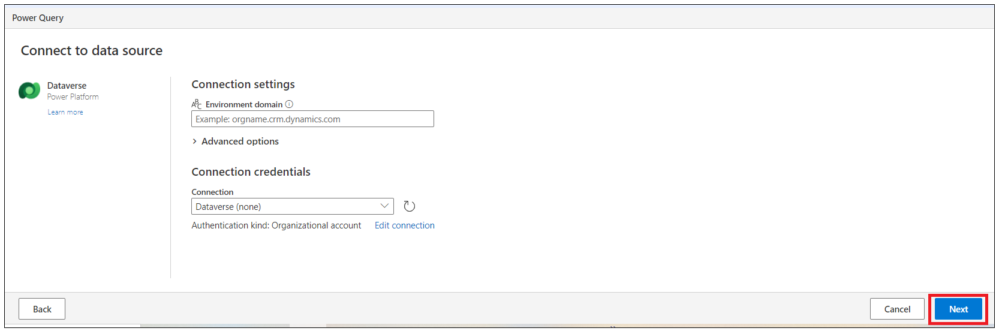 Power Query
Connect to data source
Dataverse
Power Platform
Learn more
Connection settings
ABC Environment domain
Example: orgname.crm.dynamics.com
Advanced options
Connection credentials
Connection
Dataverse (none)
Authentication kind: Organizational account Edit connection
Back Cancel Next